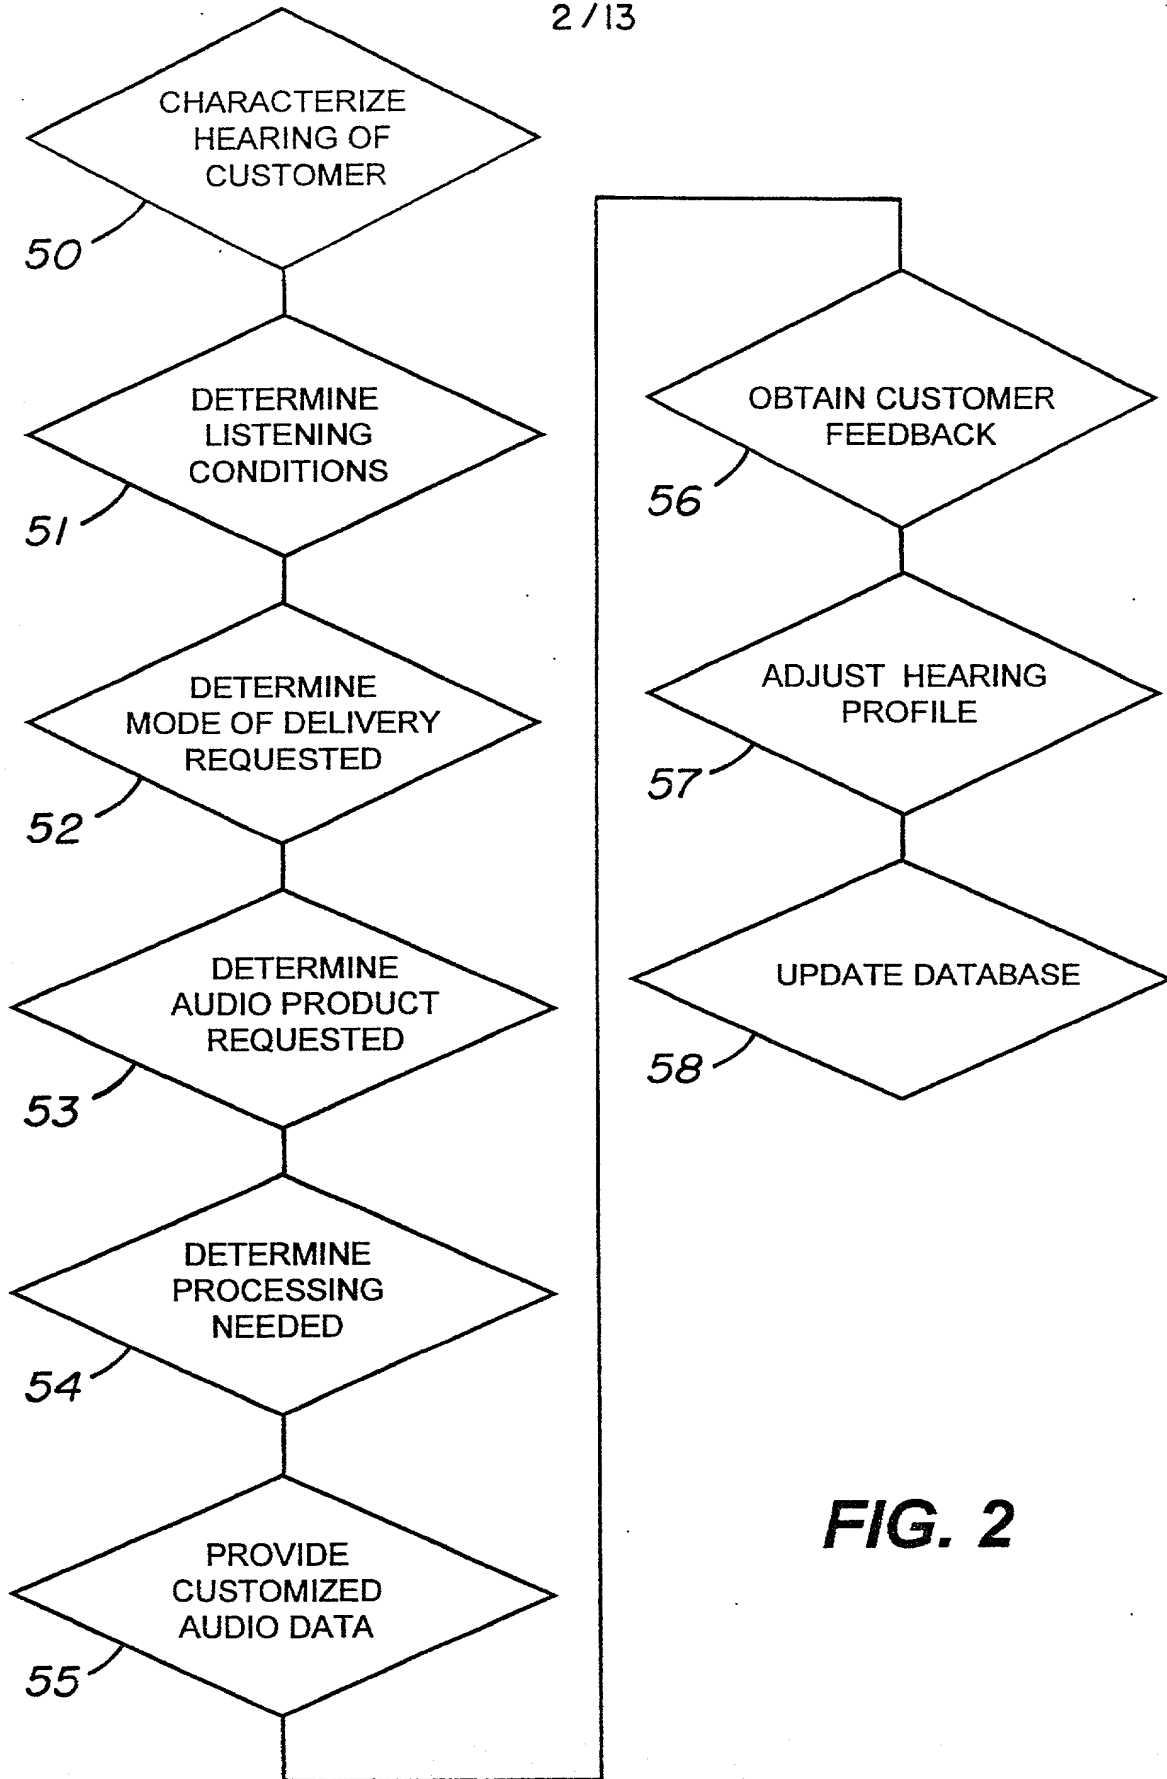 2/13
CHARACTERIZE
HEARING OF
CUSTOMER
50
DETERMINE
LISTENING
CONDITIONS
51
DETERMINE
MODE OF DELIVERY
REQUESTED
52
DETERMINE
AUDIO PRODUCT
REQUESTED
53
DETERMINE
PROCESSING
NEEDED
54
PROVIDE
CUSTOMIZED
AUDIO DATA
55
OBTAIN CUSTOMER
FEEDBACK
56
ADJUST HEARING
PROFILE
57
UPDATE DATABASE
58
FIG. 2